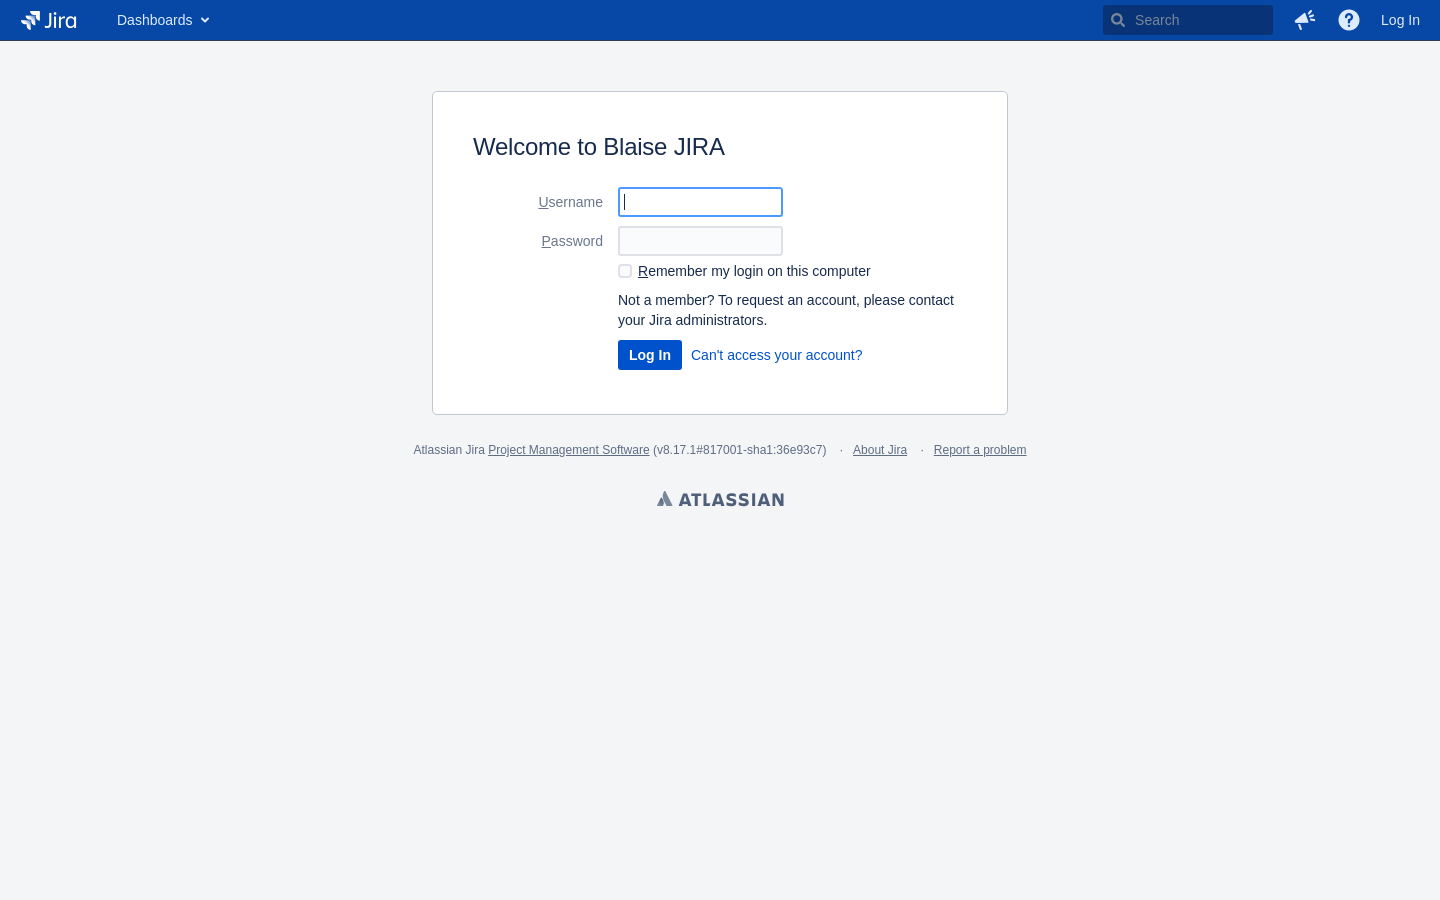 Jira Dashboards Search Log In
Welcome to Blaise JIRA
Username
Password
Remember my login on this computer
Not a member? To request an account, please contact
your Jira administrators.
Log In Can't access your account?
Atlassian Jira Project Management Software (v8.17.1#817001-sha1:36e93c7) · About Jira · Report a problem
ATLASSIAN